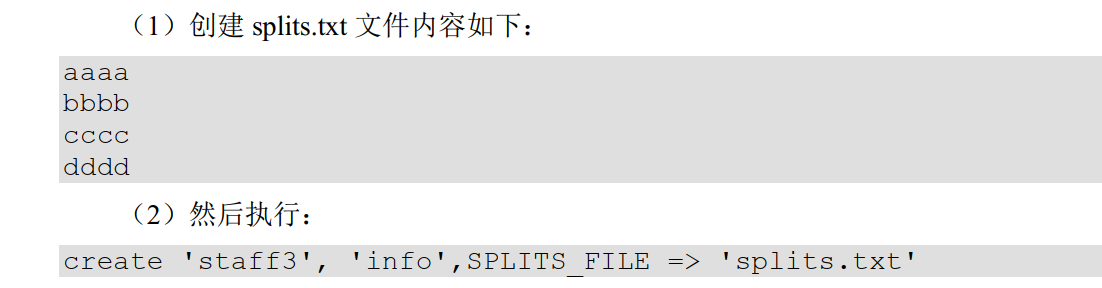 （1）创建 splits.txt 文件内容如下：
aaaa
bbbb
cccc
dddd
（2）然后执行：
create 'staff3', 'info',SPLITS_FILE => 'splits.txt'